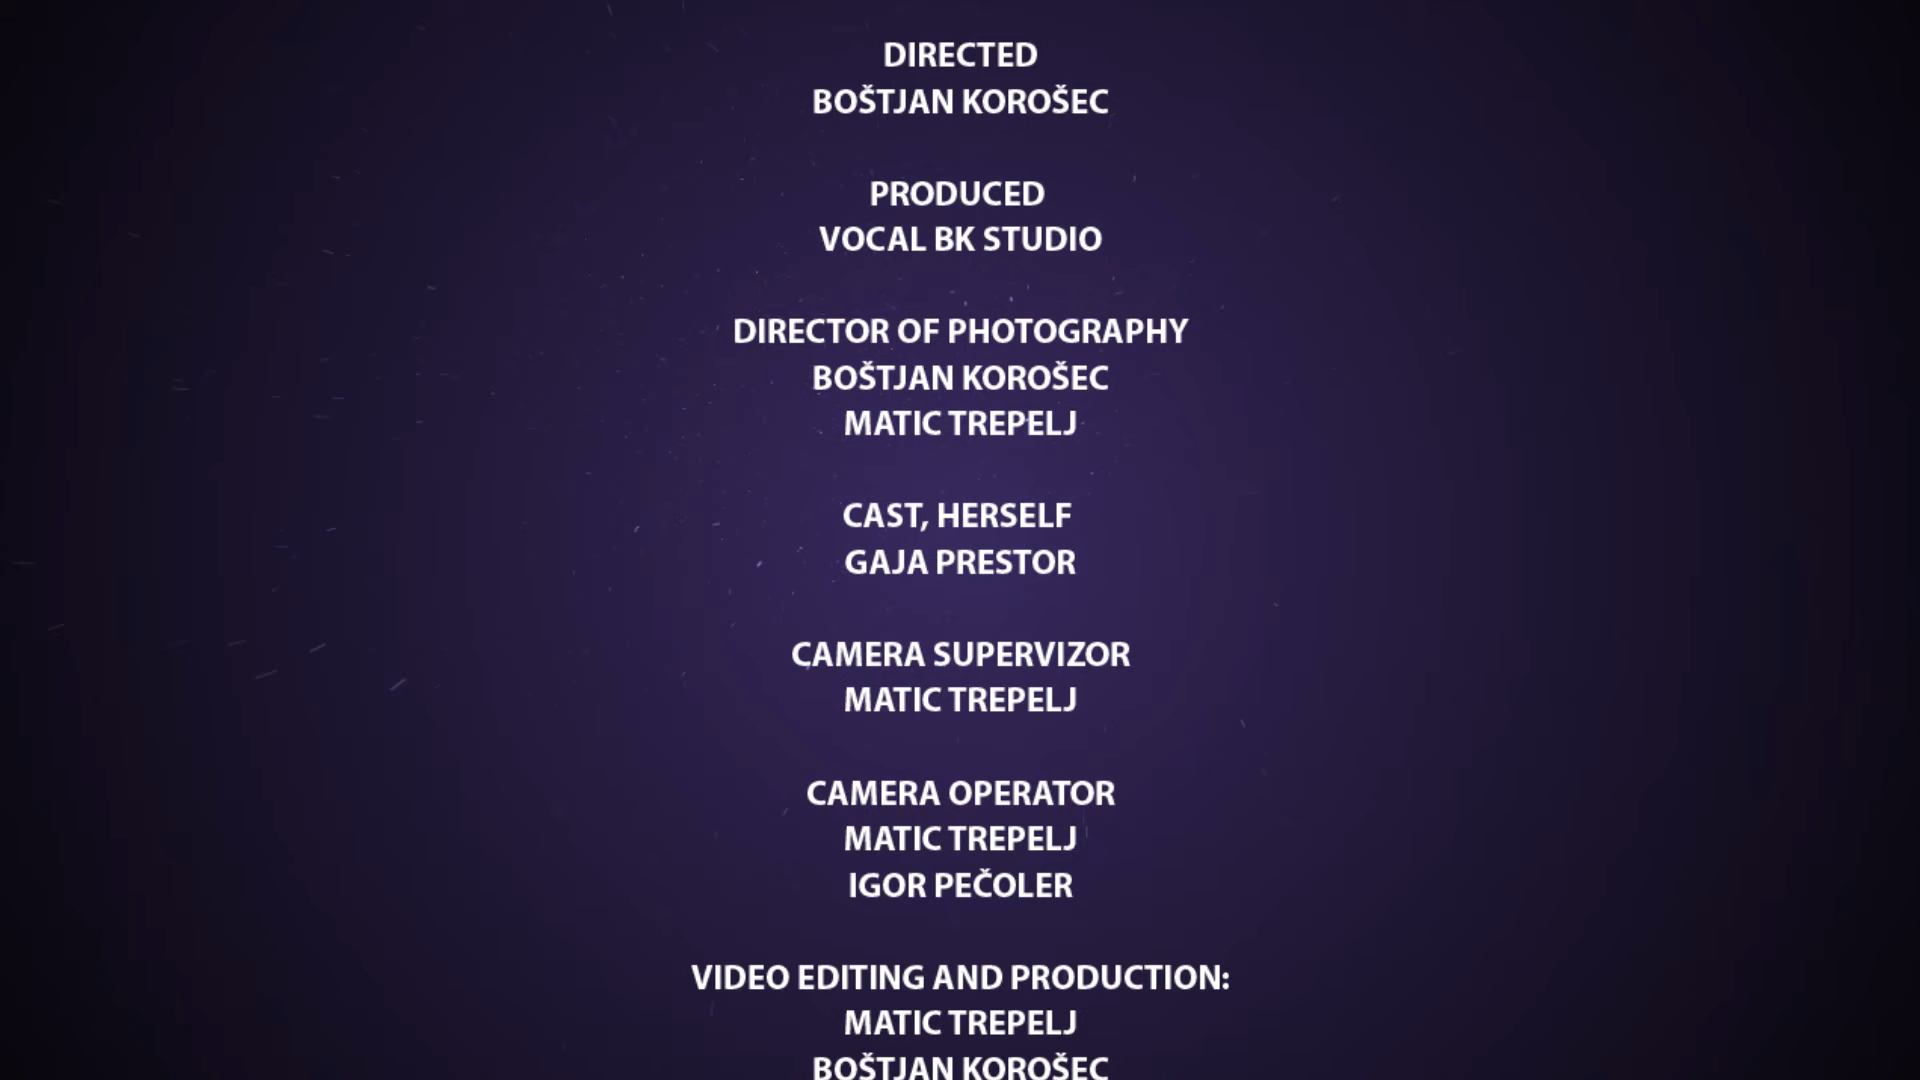 DIRECTED
BOŠTJAN KOROŠEC
PRODUCED
VOCAL BK STUDIO
DIRECTOR OF PHOTOGRAPHY
BOŠTJAN KOROŠEC
MATIC TREPELJ
CAST, HERSELF
GAJA PRESTOR
CAMERA SUPERVIZOR
MATIC TREPELJ
CAMERA OPERATOR
MATIC TREPELJ
IGOR PEČOLER
VIDEO EDITING AND PRODUCTION:
MATIC TREPELJ
BOŠTJAN KOROŠEC